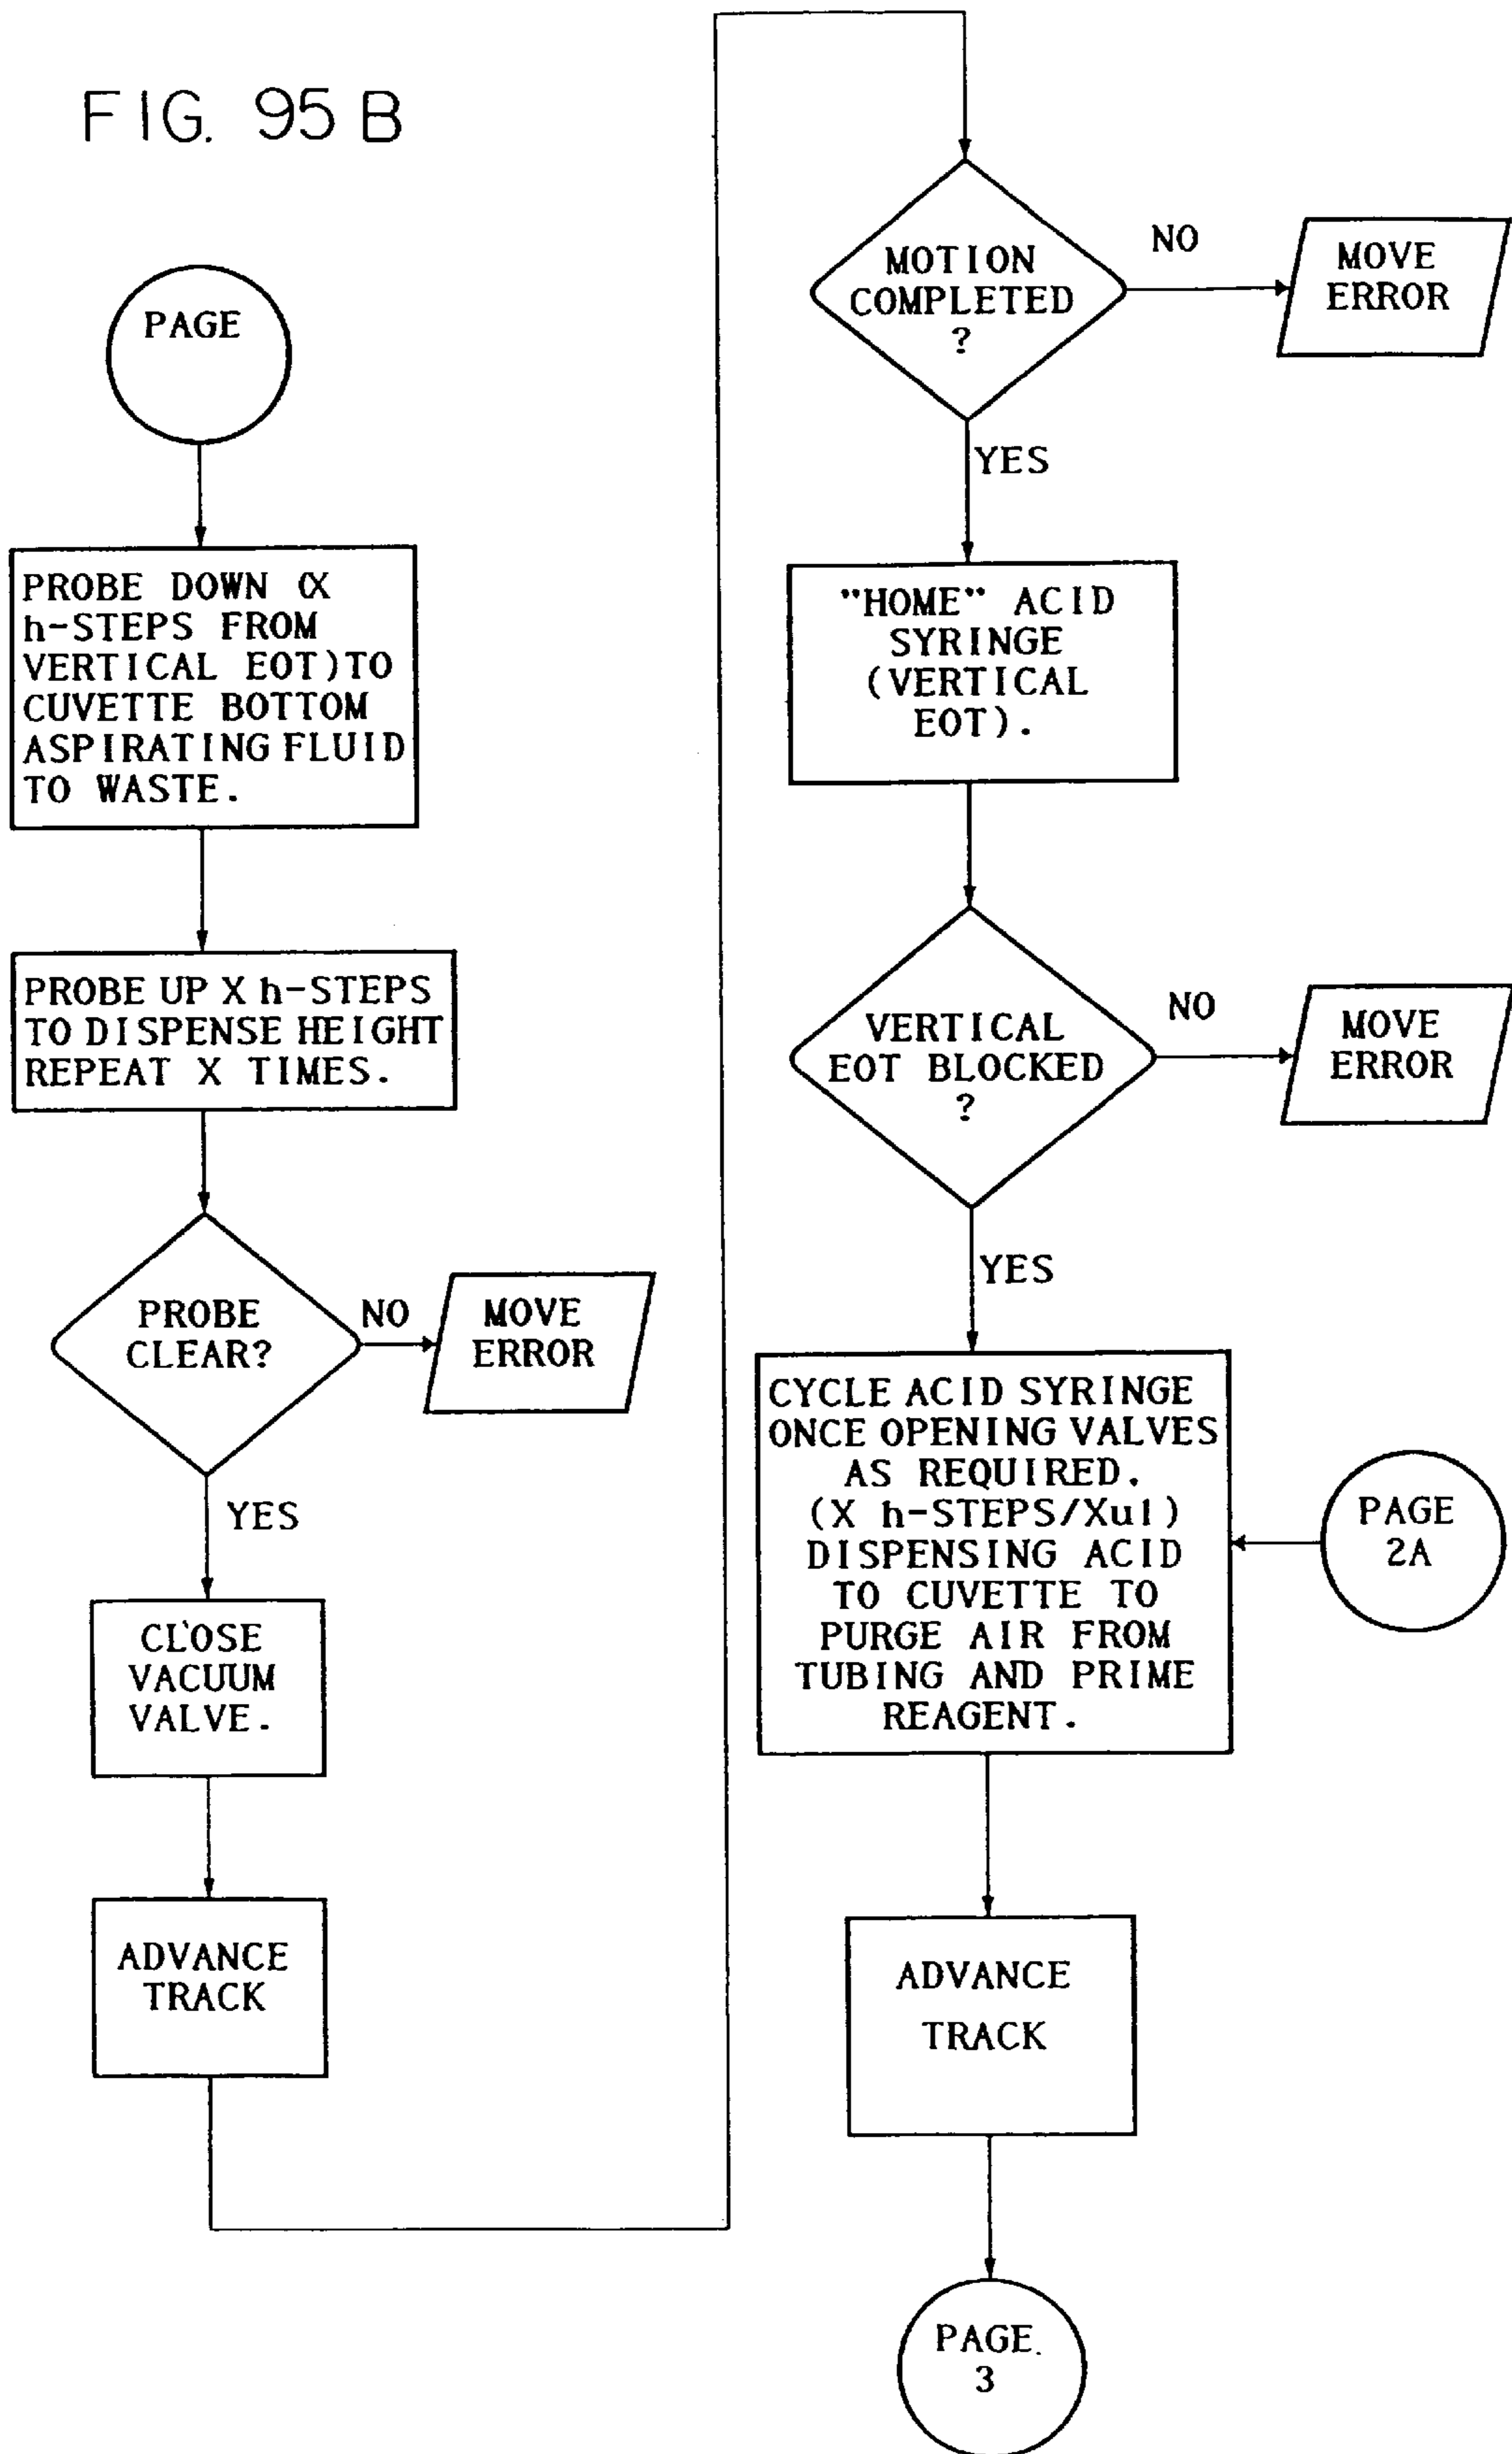 FIG. 95 B
PAGE
PROBE DOWN (X
h-STEPS FROM
VERTICAL EOT) TO
CUVETTE BOTTOM
ASPIRATING FLUID
TO WASTE.
PROBE UP X h-STEPS
TO DISPENSE HEIGHT
REPEAT X TIMES.
PROBE
CLEAR?
NO
MOVE
ERROR
YES
CLOSE
VACUUM
VALVE.
ADVANCE
TRACK
MOTION
COMPLETED
?
NO
MOVE
ERROR
YES
"HOME" ACID
SYRINGE
(VERTICAL
EOT).
VERTICAL
EOT BLOCKED
?
NO
MOVE
ERROR
YES
CYCLE ACID SYRINGE
ONCE OPENING VALVES
AS REQUIRED.
(X h-STEPS/Xul)
DISPENSING ACID
TO CUVETTE TO
PURGE AIR FROM
TUBING AND PRIME
REAGENT.
PAGE
2A
ADVANCE
TRACK
PAGE
3